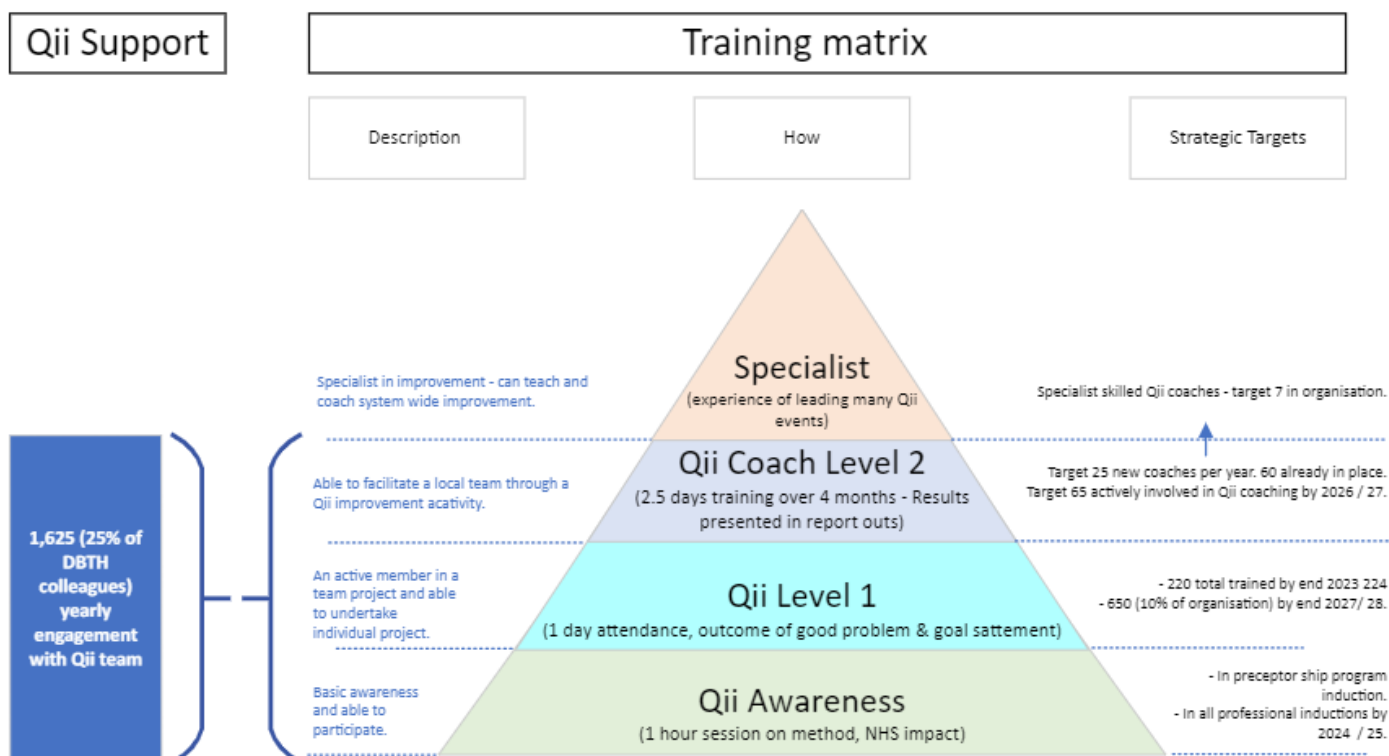 Qii Support
Training matrix
Description
How
Strategic Targets
Specialist in improvement - can teach and
coach system wide improvement.
Specialist
(experience of leading many Qii
events)
Specialist skilled Qii coaches - target 7 in organisation.
Able to facilitate a local team through a
Qii improvement acativity.
Qii Coach Level 2
(2.5 days training over 4 months - Results
presented in report outs)
Target 25 new coaches per year. 60 already in place.
Target 65 actively involved in Qii coaching by 2026 / 27.
1,625 (25% of
DBTH
colleagues)
yearly
engagement
with Qii team
An active member in a
team project and able
to undertake
individual project.
Qii Level 1
(1 day attendance, outcome of good problem & goal sattement)
- 220 total trained by end 2023 224
- 650 (10% of organisation) by end 2027/ 28.
Basic awareness
and able to
participate.
Qii Awareness
(1 hour session on method, NHS impact)
- In preceptor ship program
induction.
- In all professional inductions by
2024 / 25.